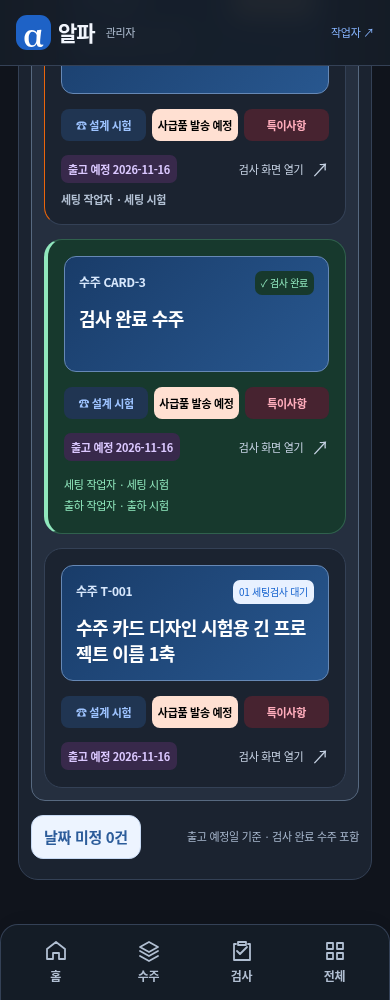 α 알파 관리자 작업자 ↗
☎ 설계 시험 사급품 발송 예정 특이사항
출고 예정 2026-11-16 검사 화면 열기 ↗
세팅 작업자 · 세팅 시험
수주 CARD-3 ✓ 검사 완료
검사 완료 수주
☎ 설계 시험 사급품 발송 예정 특이사항
출고 예정 2026-11-16 검사 화면 열기 ↗
세팅 작업자 · 세팅 시험
출하 작업자 · 출하 시험
수주 T-001 01 세팅검사 대기
수주 카드 디자인 시험용 긴 프로
젝트 이름 1축
☎ 설계 시험 사급품 발송 예정 특이사항
출고 예정 2026-11-16 검사 화면 열기 ↗
날짜 미정 0건 출고 예정일 기준 · 검사 완료 수주 포함
홈 수주 검사 전체